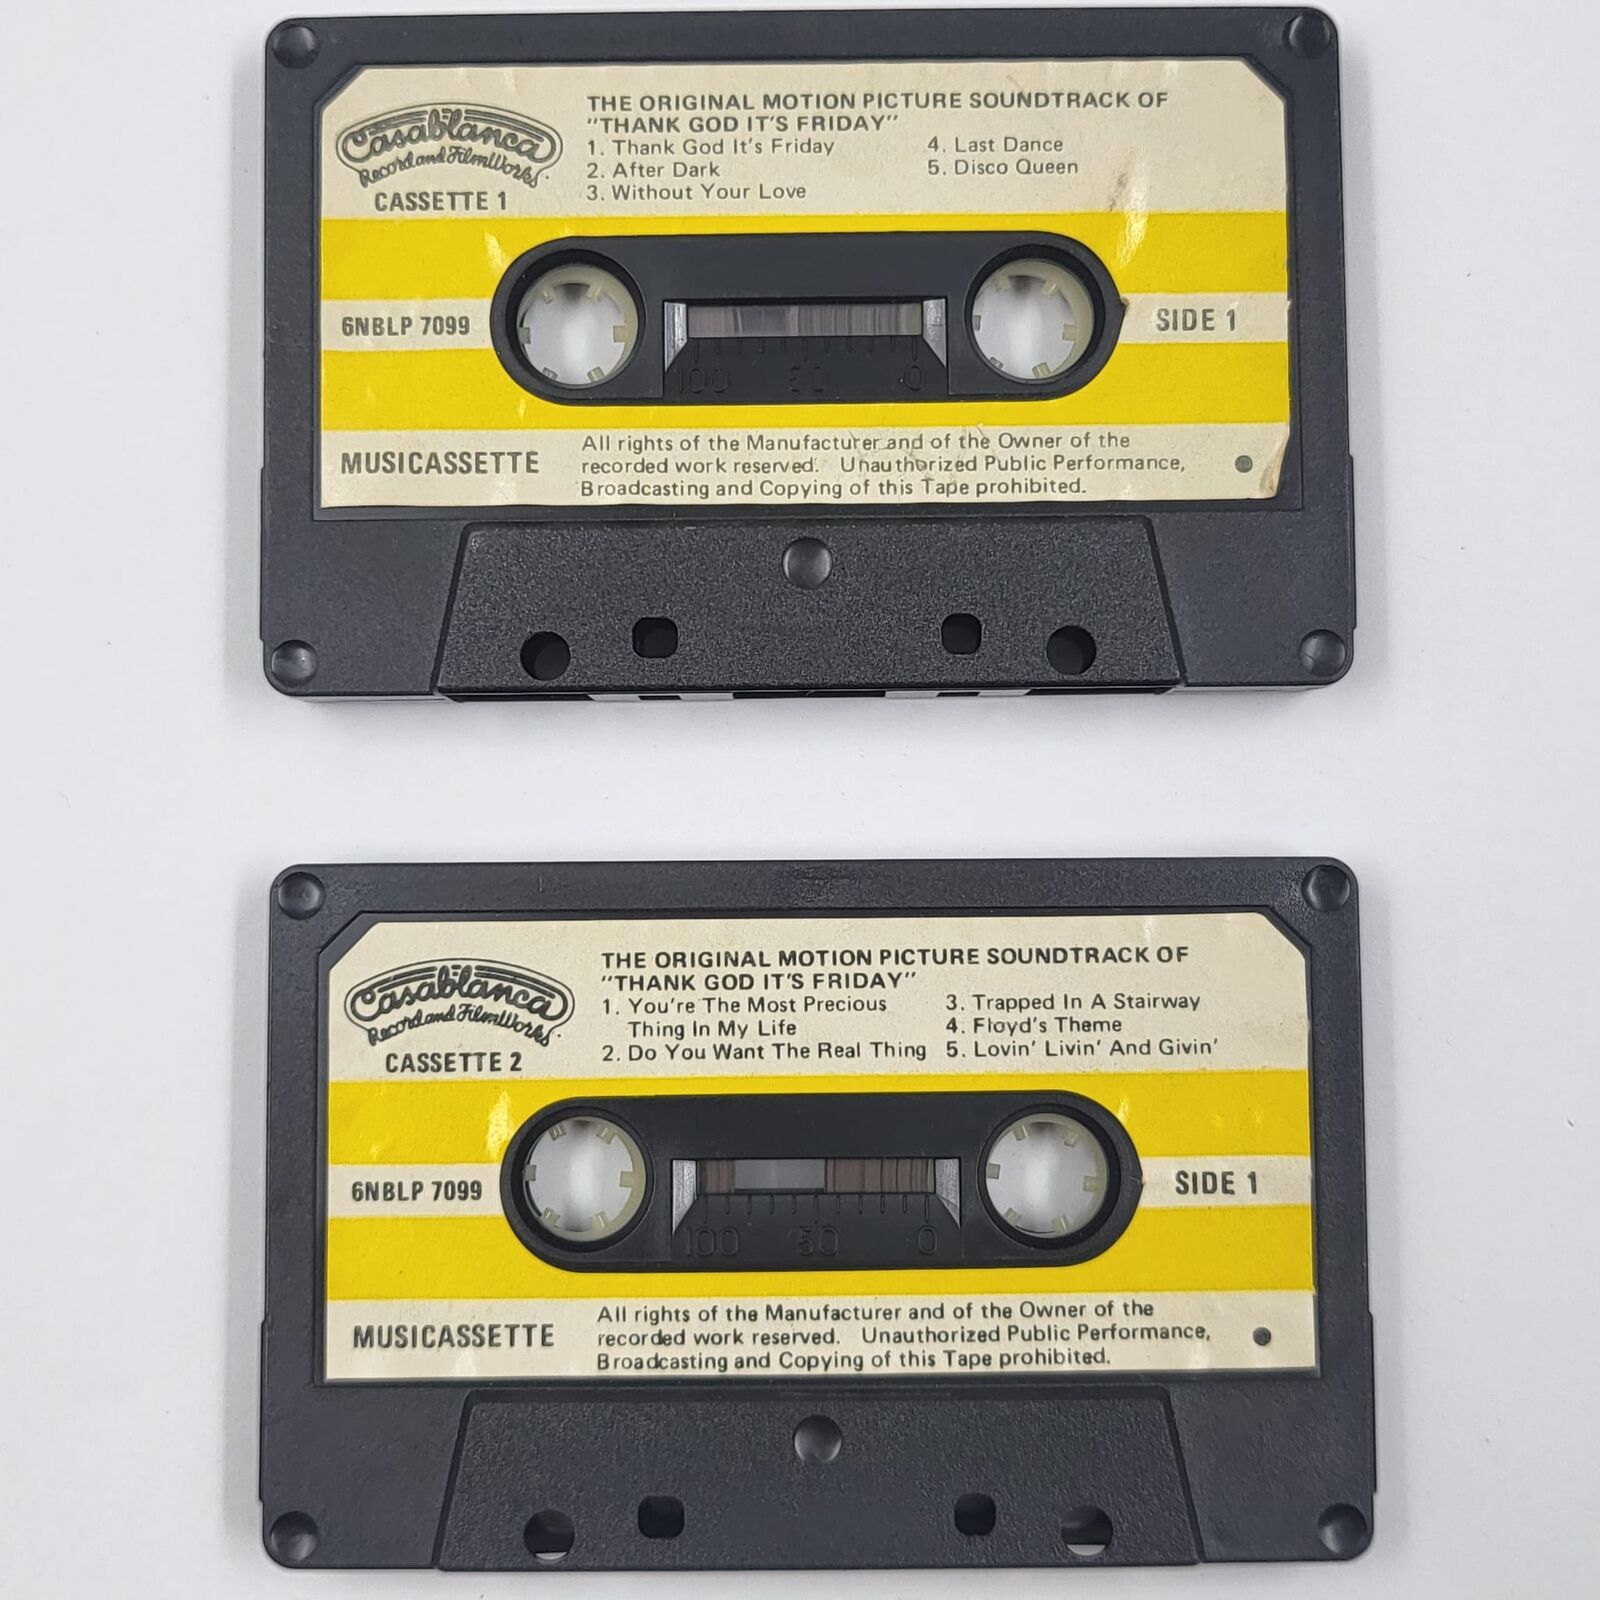 Casablanca
Record and FilmWorks
CASSETTE 1
THE ORIGINAL MOTION PICTURE SOUNDTRACK OF
"THANK GOD IT'S FRIDAY"
1. Thank God It's Friday
2. After Dark
3. Without Your Love
4. Last Dance
5. Disco Queen
6NBLP 7099
SIDE 1
100 50 0
MUSICASSETTE
All rights of the Manufacturer and of the Owner of the
recorded work reserved. Unauthorized Public Performance,
Broadcasting and Copying of this Tape prohibited.
Casablanca
Record and FilmWorks
CASSETTE 2
THE ORIGINAL MOTION PICTURE SOUNDTRACK OF
"THANK GOD IT'S FRIDAY"
1. You're The Most Precious
Thing In My Life
2. Do You Want The Real Thing
3. Trapped In A Stairway
4. Floyd's Theme
5. Lovin' Livin' And Givin'
6NBLP 7099
SIDE 1
100 50 0
MUSICASSETTE
All rights of the Manufacturer and of the Owner of the
recorded work reserved. Unauthorized Public Performance,
Broadcasting and Copying of this Tape prohibited.